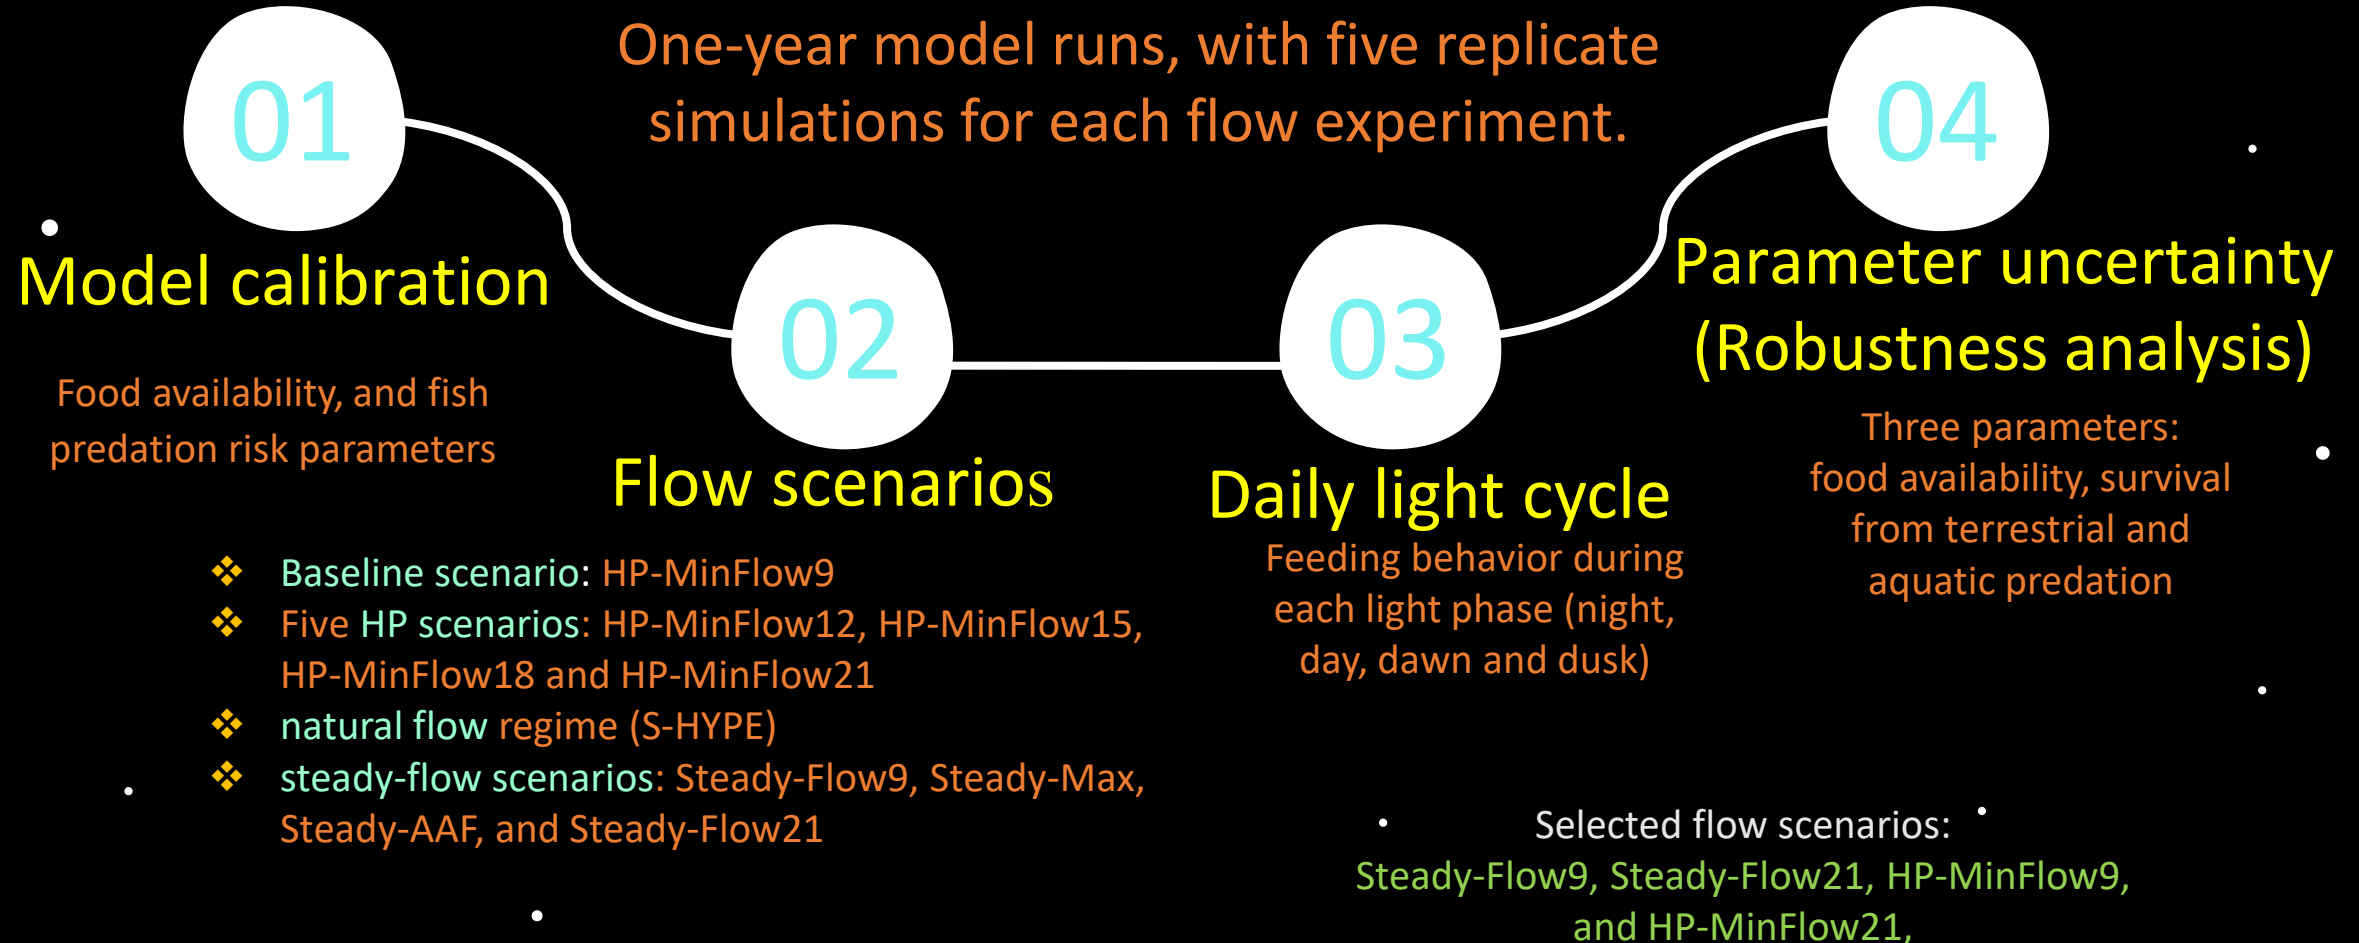 One-year model runs, with five replicate
simulations for each flow experiment.
01
Model calibration
Food availability, and fish
predation risk parameters
02
Flow scenarios
❖ Baseline scenario: HP-MinFlow9
❖ Five HP scenarios: HP-MinFlow12, HP-MinFlow15,
HP-MinFlow18 and HP-MinFlow21
❖ natural flow regime (S-HYPE)
❖ steady-flow scenarios: Steady-Flow9, Steady-Max,
Steady-AAF, and Steady-Flow21
03
Daily light cycle
Feeding behavior during
each light phase (night,
day, dawn and dusk)
04
Parameter uncertainty
(Robustness analysis)
Three parameters:
food availability, survival
from terrestrial and
aquatic predation
Selected flow scenarios:
Steady-Flow9, Steady-Flow21, HP-MinFlow9,
and HP-MinFlow21,